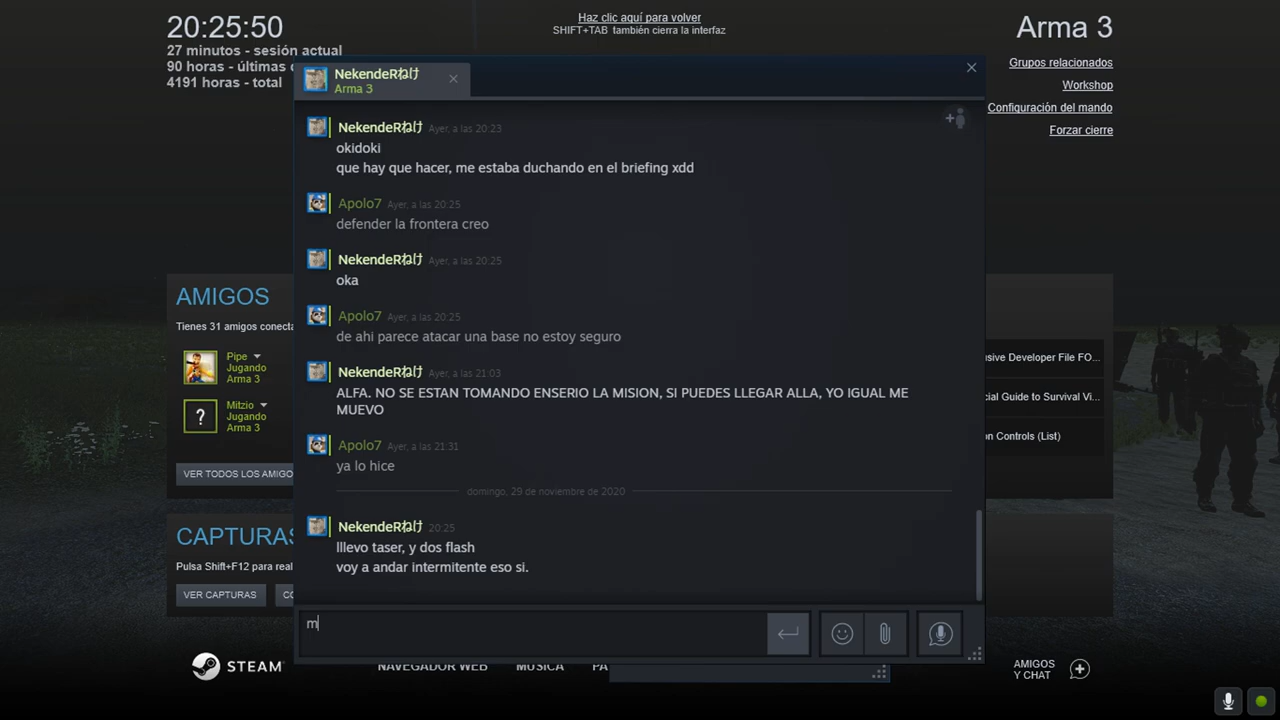 20:25:50
27 minutos - sesión actual
90 horas - últimas
4191 horas - total
Haz clic aquí para volver
SHIFT+TAB también cierra la interfaz
Arma 3
Grupos relacionados
Workshop
Configuración del mando
Forzar cierre
NekendeRねけ
Arma 3
NekendeRねけ Ayer, a las 20:23
okidoki
que hay que hacer, me estaba duchando en el briefing xdd
Apolo7 Ayer, a las 20:25
defender la frontera creo
NekendeRねけ Ayer, a las 20:25
oka
Apolo7 Ayer, a las 20:25
de ahi parece atacar una base no estoy seguro
NekendeRねけ Ayer, a las 21:03
ALFA. NO SE ESTAN TOMANDO ENSERIO LA MISION, SI PUEDES LLEGAR ALLA, YO IGUAL ME
MUEVO
Apolo7 Ayer, a las 21:31
ya lo hice
domingo, 29 de noviembre de 2020
NekendeRねけ 20:25
lllevo taser, y dos flash
voy a andar intermitente eso si.
m
AMIGOS
Tienes 31 amigos conecta
Pipe
Jugando
Arma 3
?
Mitzio
Jugando
Arma 3
VER TODOS LOS AMIGO
CAPTURAS
Pulsa Shift+F12 para real
VER CAPTURAS
usive Developer File FO...
cial Guide to Survival Vi...
on Controls (List)
STEAM
NAVEGADOR WEB
MÚSICA
PA
AMIGOS
Y CHAT